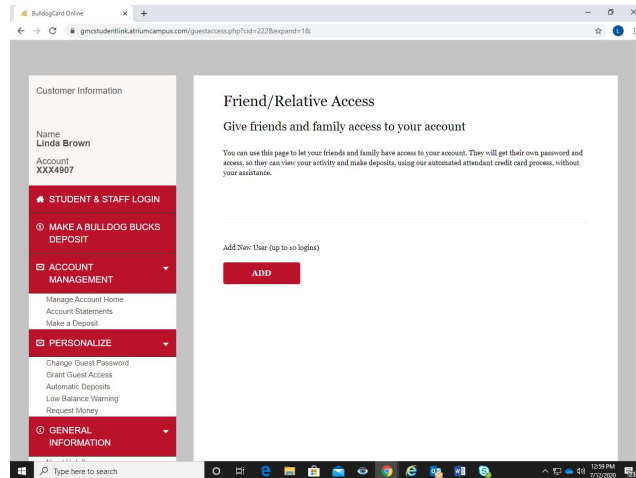 BulldogCard Online
gmcstudentlink.atriumcampus.com/guestaccess.php?cid=222&expand=1&
L
Customer Information
Name
Linda Brown
Account
XXX4907
STUDENT & STAFF LOGIN
MAKE A BULLDOG BUCKS
DEPOSIT
ACCOUNT
MANAGEMENT
Manage Account Home
Account Statements
Make a Deposit
PERSONALIZE
Change Guest Password
Grant Guest Access
Automatic Deposits
Low Balance Warning
Request Money
GENERAL
INFORMATION
Friend/Relative Access
Give friends and family access to your account
You can use this page to let your friends and family have access to your account. They will get their own password and
access, so they can view your activity and make deposits, using our automated attendant credit card process, without
your assistance.
Add New User (up to 10 logins)
ADD
Type here to search
12:59 PM
7/12/2020